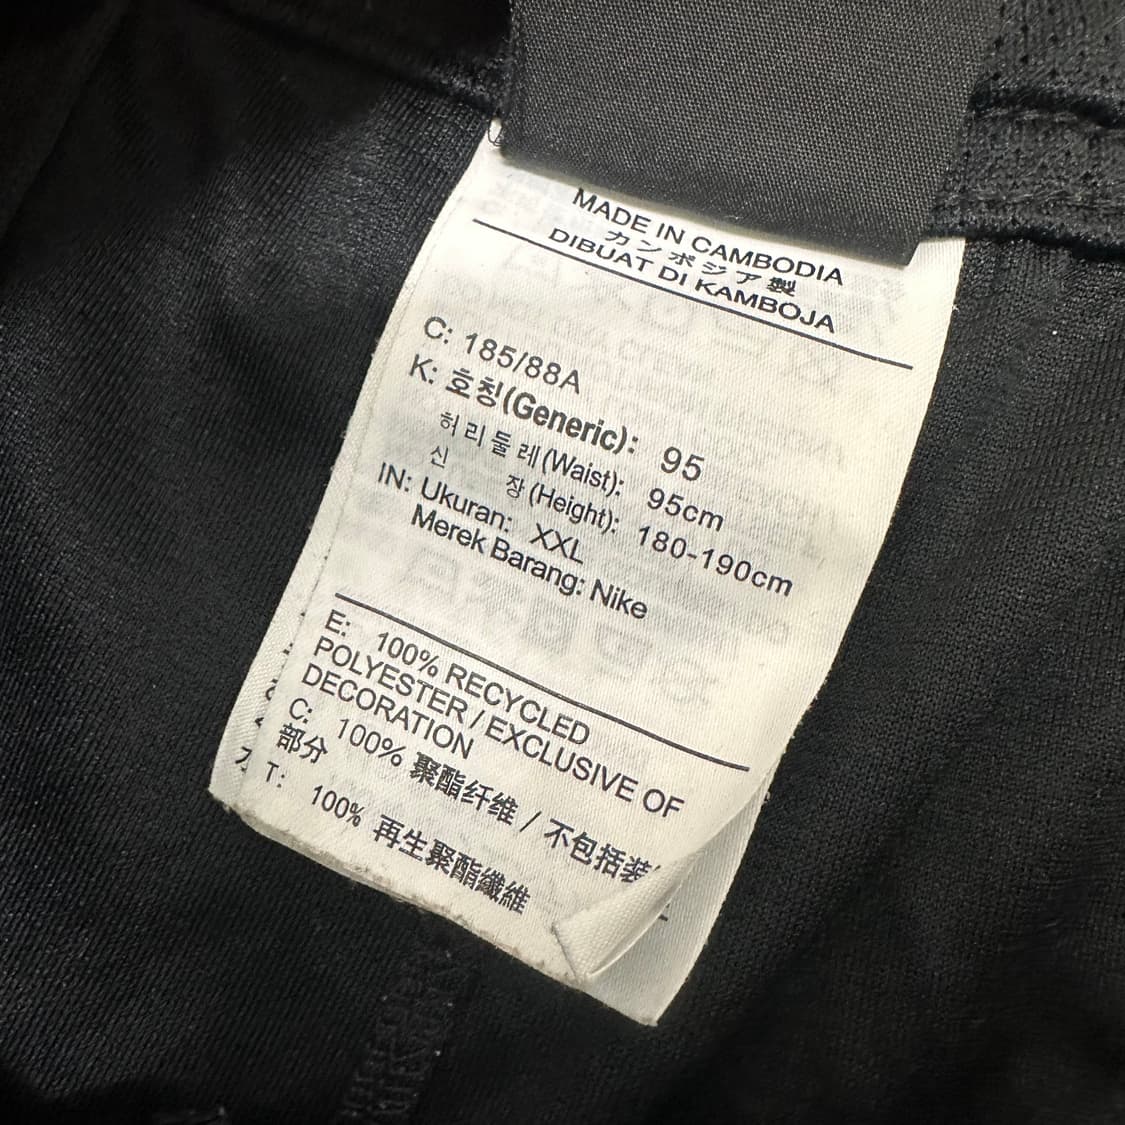 MADE IN CAMBODIA
カンボジア製
DIBUAT DI KAMBOJA
C: 185/88A
K: 호칭(Generic): 95
허리둘레(Waist): 95cm
신 장(Height): 180-190cm
IN: Ukuran: XXL
Merek Barang: Nike
E: 100% RECYCLED
POLYESTER / EXCLUSIVE OF
DECORATION
C: 100% 聚酯纤维 / 不包括装
部分
T: 100% 再生聚酯纖維